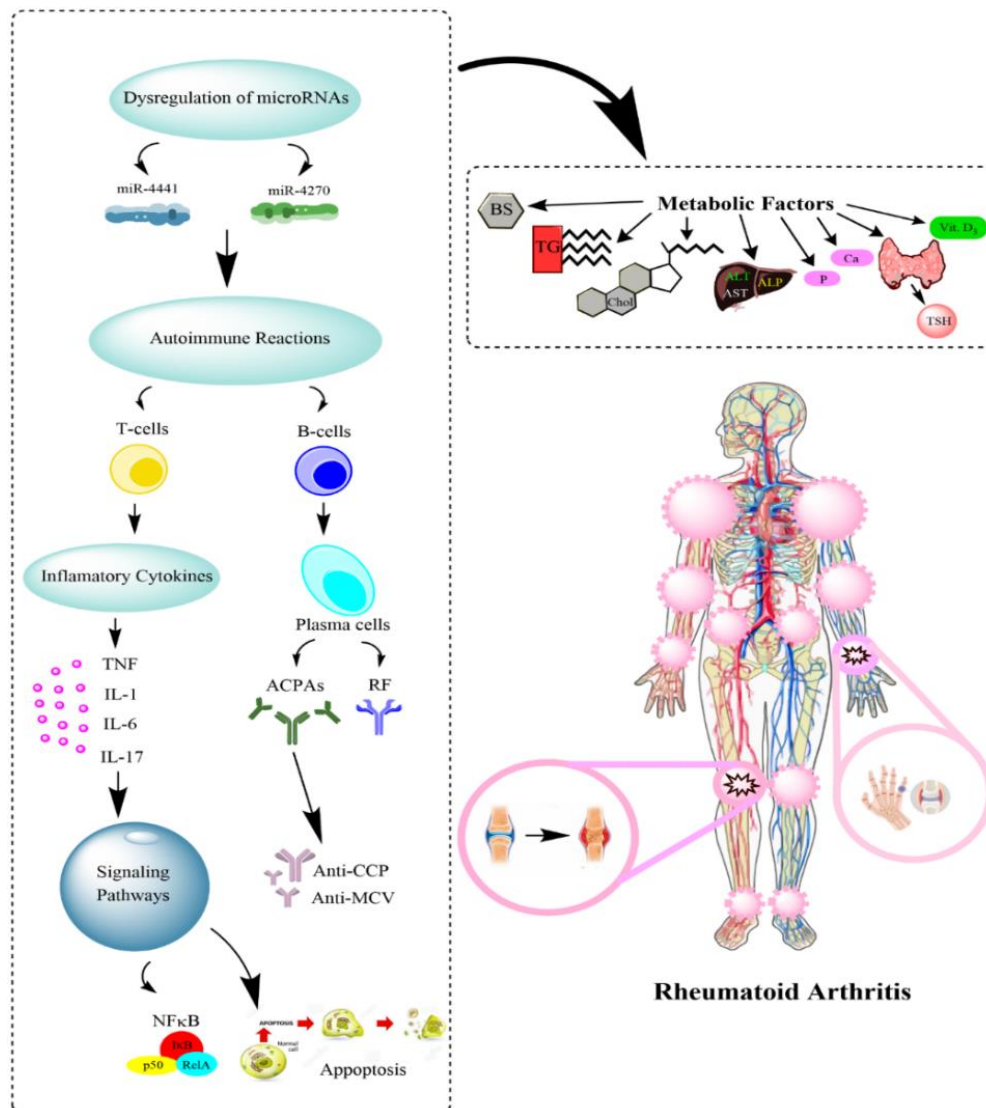 Dysregulation of microRNAs
miR-4441
miR-4270
Autoimmune Reactions
T-cells
B-cells
Inflamatory Cytokines
Plasma cells
TNF
IL-1
IL-6
IL-17
ACPAs
RF
Signaling
Pathways
Anti-CCP
Anti-MCV
NFκB
IκB
p50
RelA
APOPTOSIS
Normal
cell
Appoptosis
Metabolic Factors
BS
TG
Chol
ALT
AST
ALP
P
Ca
Vit. D3
TSH
Rheumatoid Arthritis